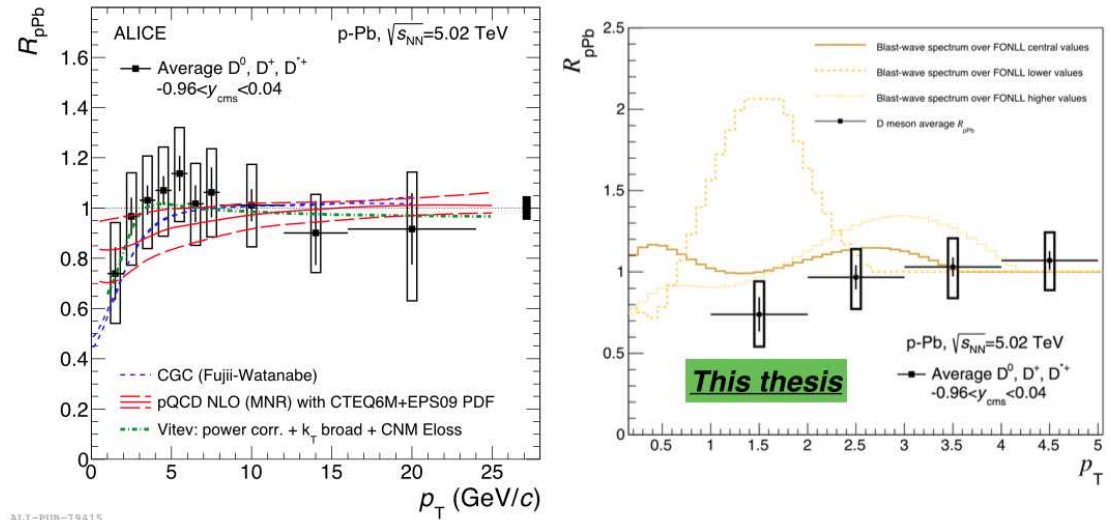 R_pPb
1.6
1.4
1.2
1
0.8
0.6
0.4
0.2
0
ALICE
p-Pb, √s_NN=5.02 TeV
Average D^0, D^+, D^*+
-0.96<y_cms<0.04
CGC (Fujii-Watanabe)
pQCD NLO (MNR) with CTEQ6M+EPS09 PDF
Vitev: power corr. + k_T broad + CNM Eloss
0 5 10 15 20 25
p_T (GeV/c)
ALI-PUB-79415
R_pPb
2.5
2
1.5
1
0.5
0
Blast-wave spectrum over FONLL central values
Blast-wave spectrum over FONLL lower values
Blast-wave spectrum over FONLL higher values
D meson average R_pPb
This thesis
p-Pb, √s_NN=5.02 TeV
Average D^0, D^+, D^*+
-0.96<y_cms<0.04
0.5 1 1.5 2 2.5 3 3.5 4 4.5 5
p_T